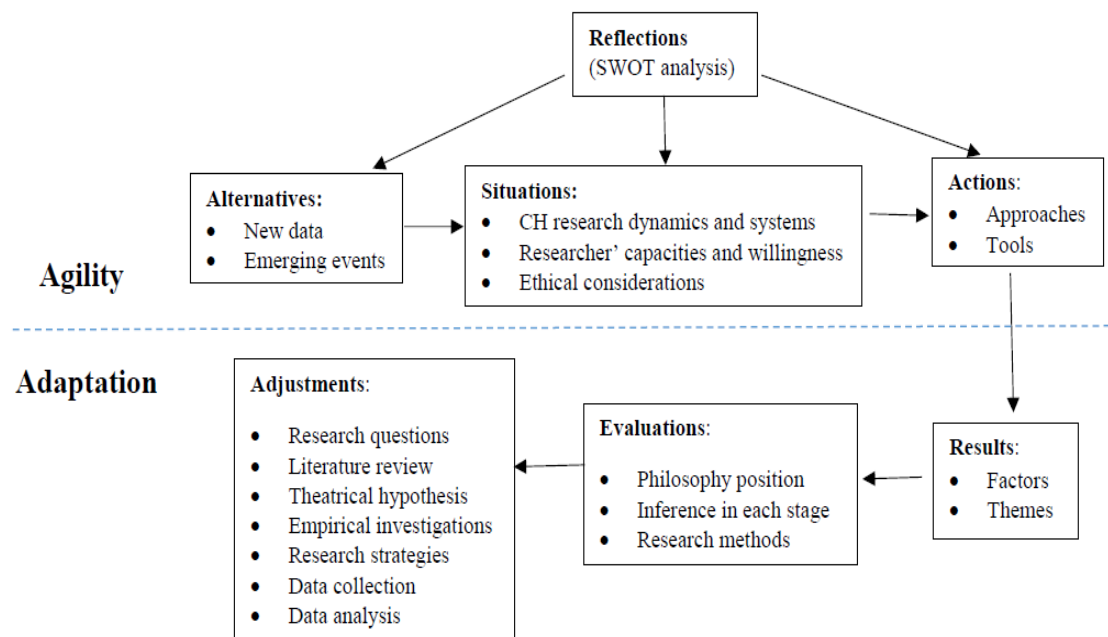 Reflections
(SWOT analysis)
Alternatives:
● New data
● Emerging events
Situations:
● CH research dynamics and systems
● Researcher’ capacities and willingness
● Ethical considerations
Actions:
● Approaches
● Tools
Agility
Adaptation
Adjustments:
● Research questions
● Literature review
● Theatrical hypothesis
● Empirical investigations
● Research strategies
● Data collection
● Data analysis
Evaluations:
● Philosophy position
● Inference in each stage
● Research methods
Results:
● Factors
● Themes